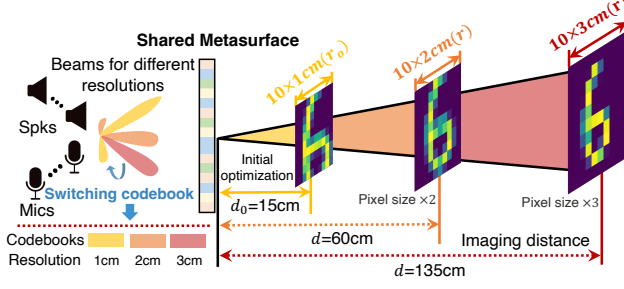 Shared Metasurface
Beams for different
resolutions
Spks
Mics
Switching codebook
Codebooks
Resolution 1cm 2cm 3cm
10×1cm(r₀)
10×2cm(r)
10×3cm(r)
Initial
optimization
Pixel size ×2
Pixel size ×3
d₀=15cm
d=60cm
Imaging distance
d=135cm